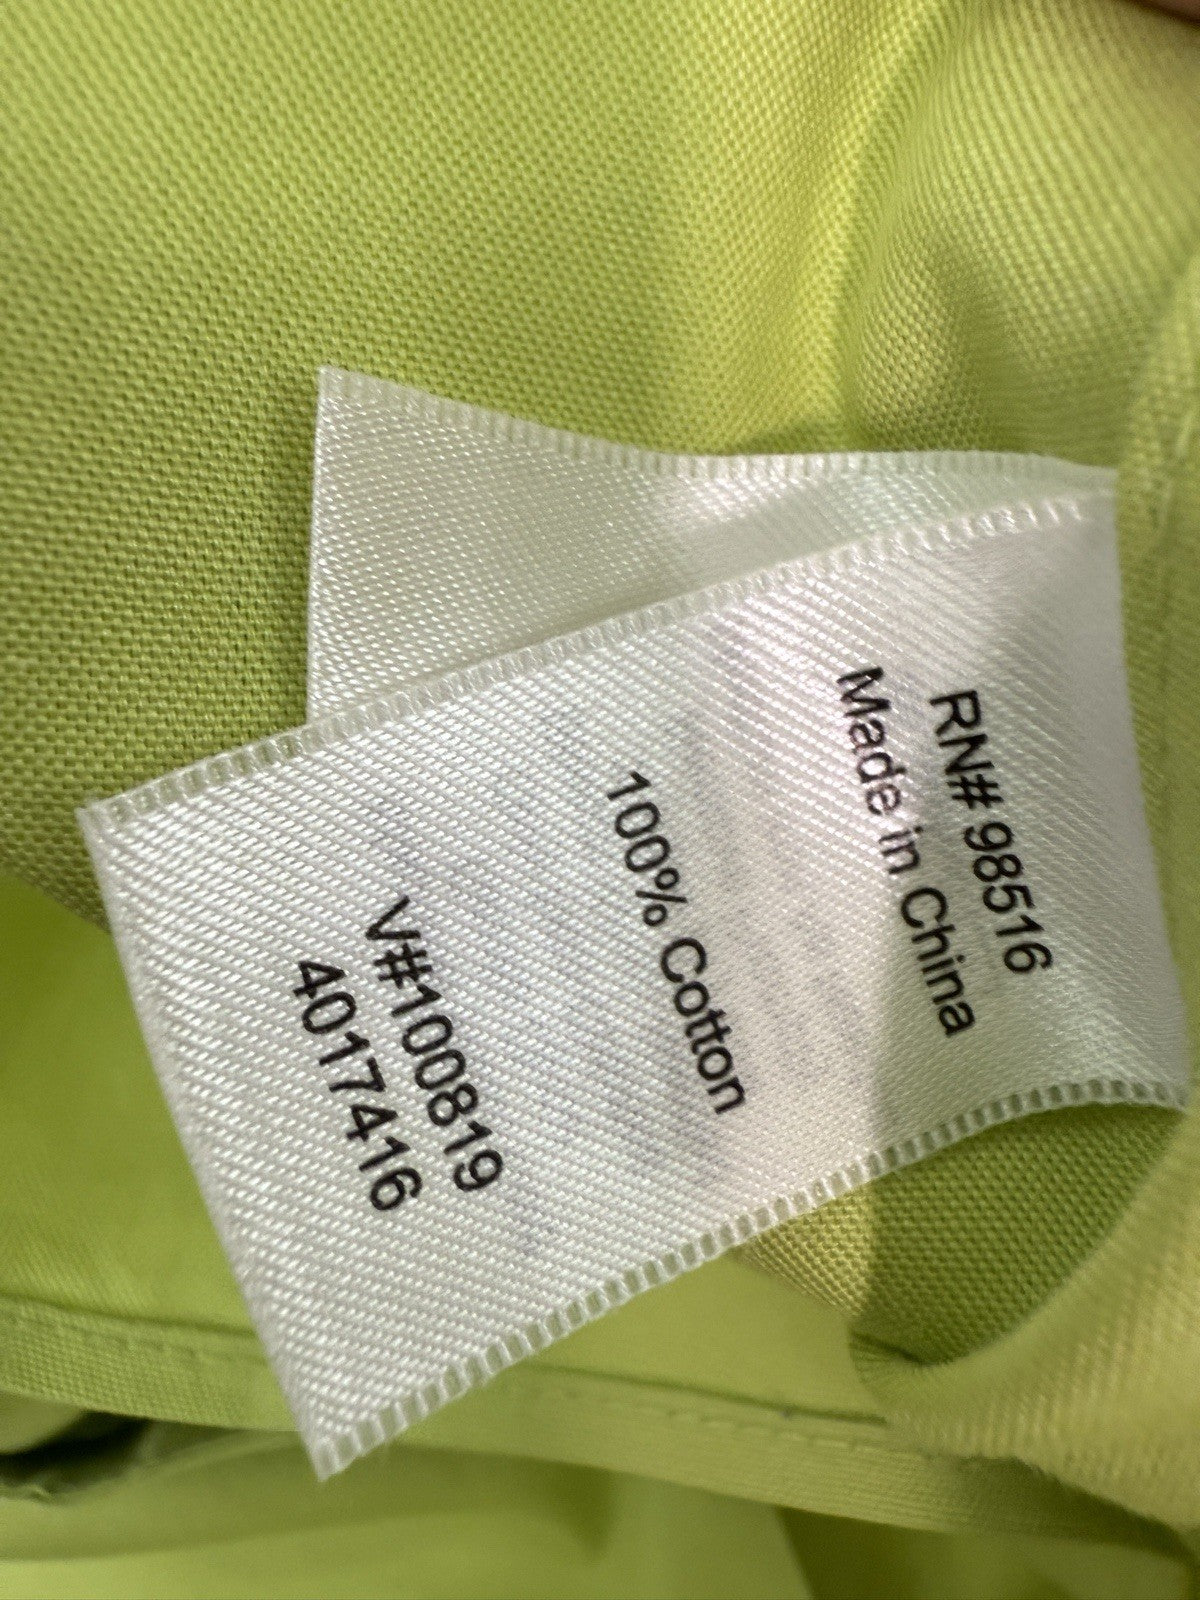 RN# 98516
Made in China
100% Cotton
V#100819
4017416